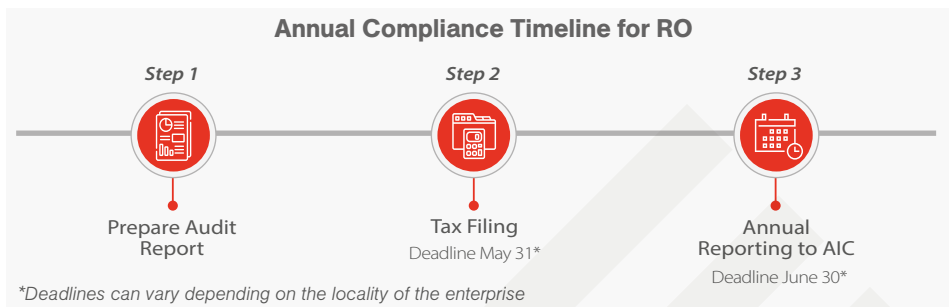 Annual Compliance Timeline for RO
Step 1
Step 2
Step 3
Prepare Audit
Report
Tax Filing
Deadline May 31*
Annual
Reporting to AIC
Deadline June 30*
*Deadlines can vary depending on the locality of the enterprise